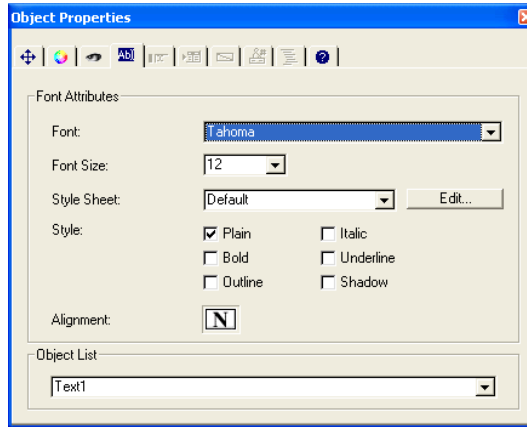 Object Properties
Ab
Font Attributes
Font: Tahoma
Font Size: 12
Style Sheet: Default Edit...
Style: Plain Italic
Bold Underline
Outline Shadow
Alignment: N
Object List
Text1